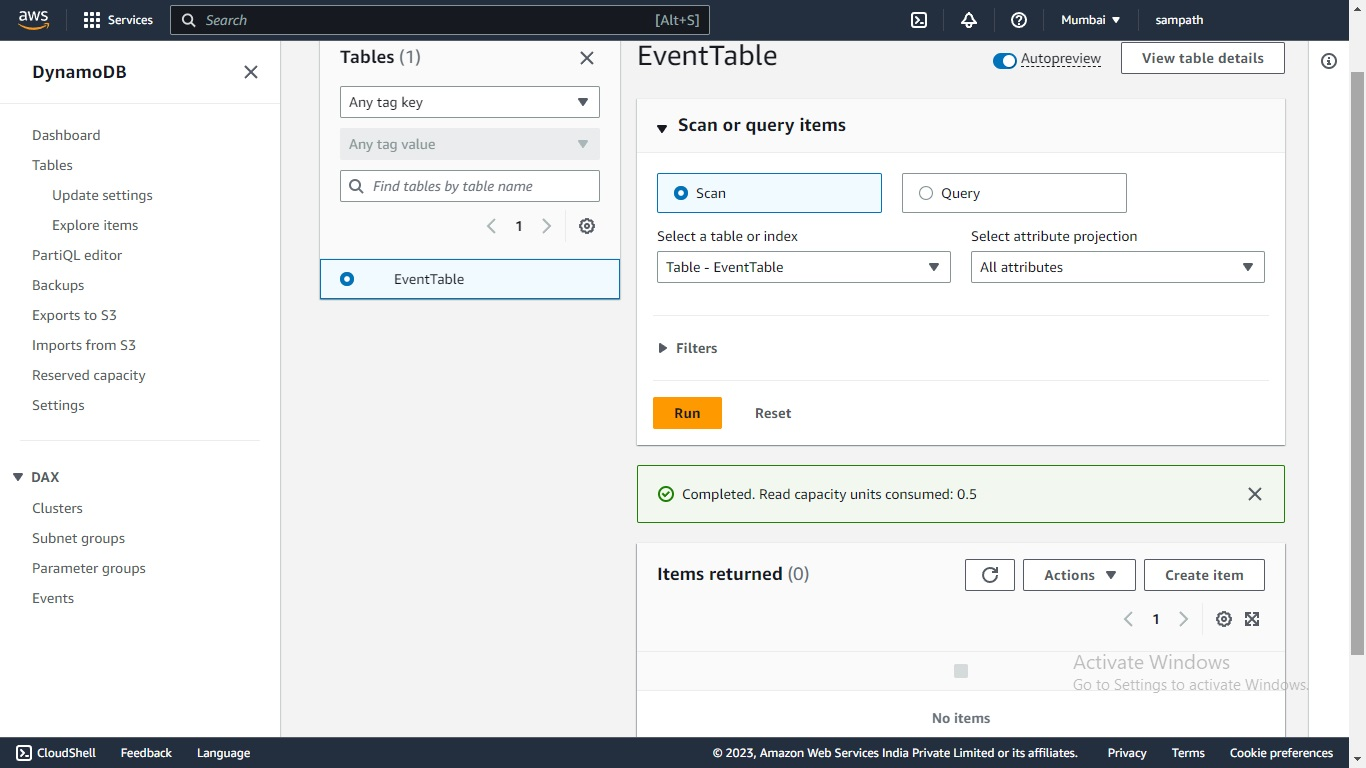 aws
Services
Search
[Alt+S]
Mumbai
sampath
DynamoDB
Dashboard
Tables
Update settings
Explore items
PartiQL editor
Backups
Exports to S3
Imports from S3
Reserved capacity
Settings
DAX
Clusters
Subnet groups
Parameter groups
Events
Tables (1)
Any tag key
Any tag value
Find tables by table name
1
EventTable
EventTable
Autopreview
View table details
Scan or query items
Scan
Query
Select a table or index
Select attribute projection
Table - EventTable
All attributes
Filters
Run
Reset
Completed. Read capacity units consumed: 0.5
Items returned (0)
Actions
Create item
1
Activate Windows
Go to Settings to activate Windows.
No items
CloudShell
Feedback
Language
© 2023, Amazon Web Services India Private Limited or its affiliates.
Privacy
Terms
Cookie preferences